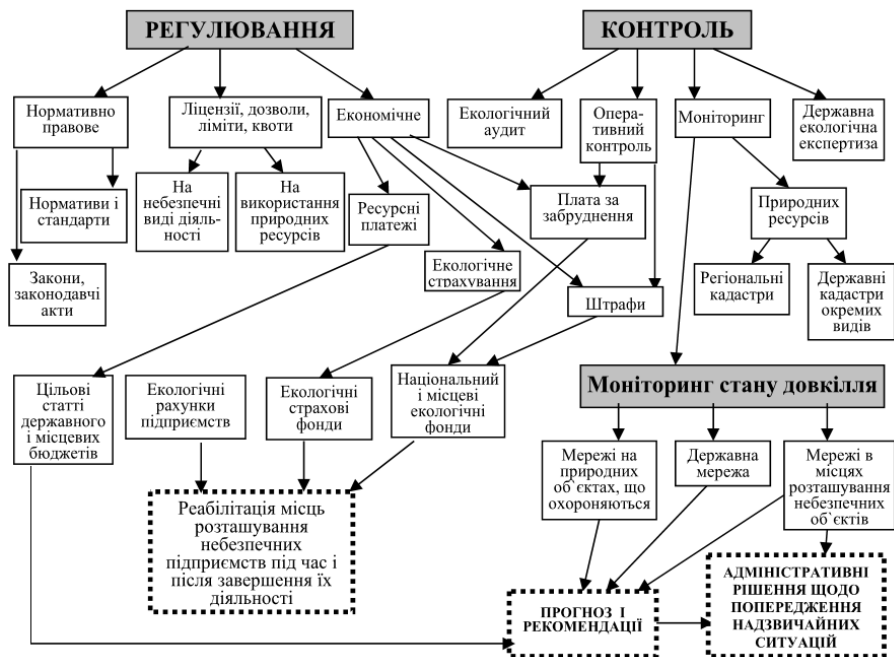 РЕГУЛЮВАННЯ
КОНТРОЛЬ
Нормативно
правове
Ліцензії, дозволи,
ліміти, квоти
Економічне
Екологічний
аудит
Опера-
тивний
контроль
Моніторинг
Державна
екологічна
експертиза
Нормативи і
стандарти
На
небезпечні
виді діяль-
ності
На
використання
природних
ресурсів
Ресурсні
платежі
Плата за
забруднення
Природних
ресурсів
Закони,
законодавчі
акти
Екологічне
страхування
Штрафи
Регіональні
кадастри
Державні
кадастри
окремих
видів
Цільові
статті
державного
і місцевих
бюджетів
Екологічні
рахунки
підприємств
Екологічні
страхові
фонди
Національний
і місцеві
екологічні
фонди
Моніторинг стану довкілля
Мережі на
природних
об`єктах, що
охороняються
Державна
мережа
Мережі в
місцях
розташування
небезпечних
об`єктів
Реабілітація місць
розташування
небезпечних
підприємств під час і
після завершення їх
діяльності
ПРОГНОЗ І
РЕКОМЕНДАЦІЇ
АДМІНІСТРАТИВНІ
РІШЕННЯ ЩОДО
ПОПЕРЕДЖЕННЯ
НАДЗВИЧАЙНИХ
СИТУАЦІЙ